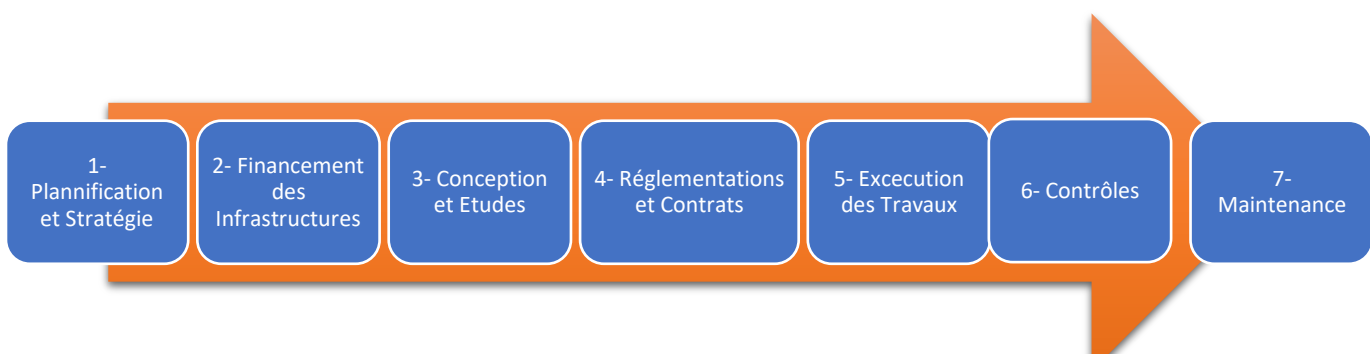 1-
Plannification
et Stratégie
2- Financement
des
Infrastructures
3- Conception
et Etudes
4- Réglementations
et Contrats
5- Excecution
des Travaux
6- Contrôles
7-
Maintenance